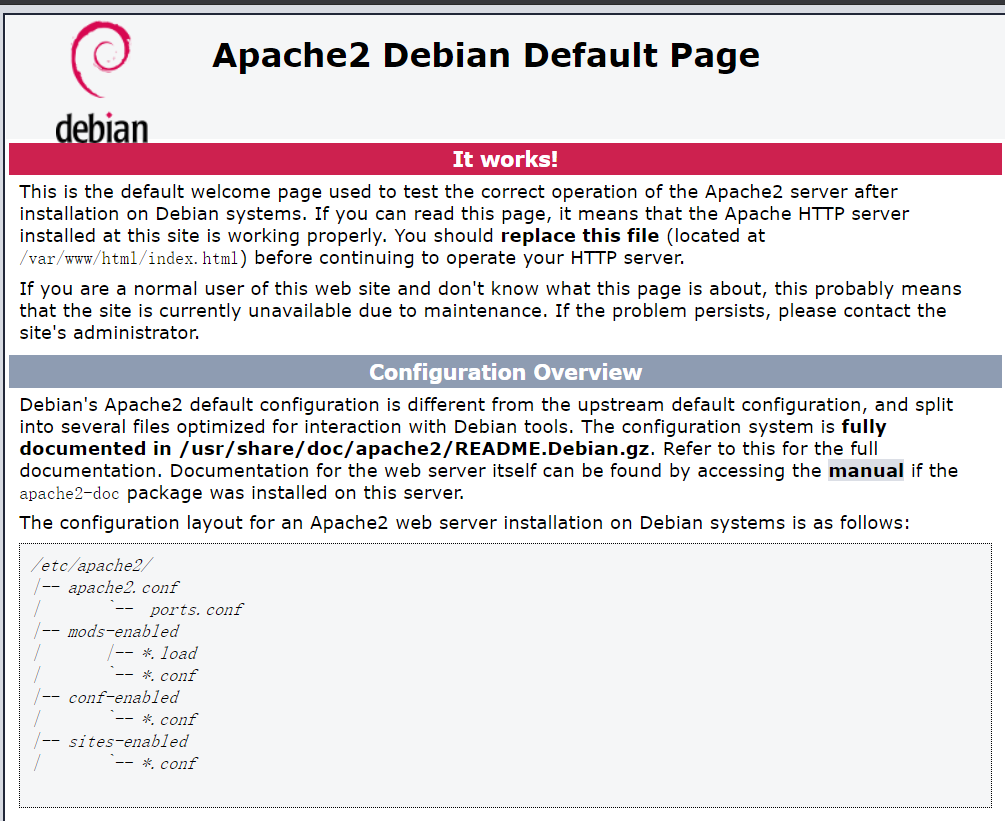 debian
Apache2 Debian Default Page
It works!
This is the default welcome page used to test the correct operation of the Apache2 server after
installation on Debian systems. If you can read this page, it means that the Apache HTTP server
installed at this site is working properly. You should replace this file (located at
/var/www/html/index.html) before continuing to operate your HTTP server.
If you are a normal user of this web site and don't know what this page is about, this probably means
that the site is currently unavailable due to maintenance. If the problem persists, please contact the
site's administrator.
Configuration Overview
Debian's Apache2 default configuration is different from the upstream default configuration, and split
into several files optimized for interaction with Debian tools. The configuration system is fully
documented in /usr/share/doc/apache2/README.Debian.gz. Refer to this for the full
documentation. Documentation for the web server itself can be found by accessing the manual if the
apache2-doc package was installed on this server.
The configuration layout for an Apache2 web server installation on Debian systems is as follows:
/etc/apache2/
|-- apache2.conf
|       `--  ports.conf
|-- mods-enabled
|       |-- *.load
|       `-- *.conf
|-- conf-enabled
|       `-- *.conf
|-- sites-enabled
|       `-- *.conf